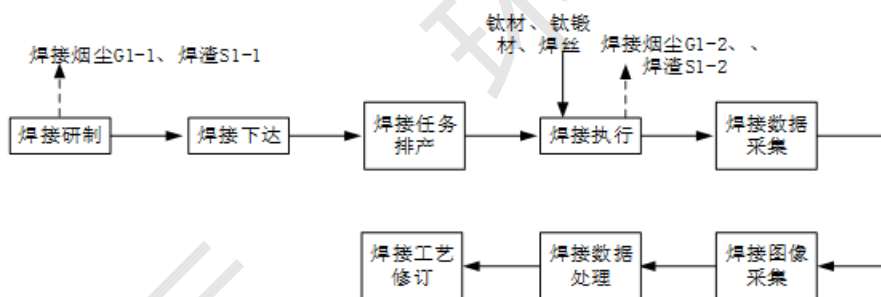 焊接烟尘G1-1、焊渣S1-1
钛材、钛锻
材、焊丝
焊接烟尘G1-2、、
焊渣S1-2
焊接研制
焊接下达
焊接任务
排产
焊接执行
焊接数据
采集
焊接工艺
修订
焊接数据
处理
焊接图像
采集